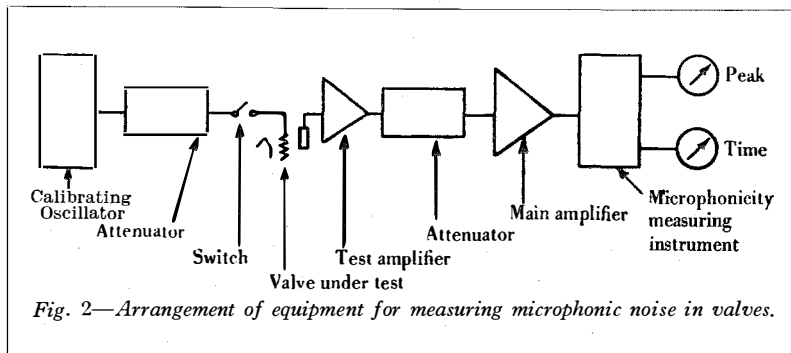 Peak
Time
Calibrating
Oscillator
Attenuator
Switch
Valve under test
Test amplifier
Attenuator
Main amplifier
Microphonicity
measuring
instrument
Fig. 2—Arrangement of equipment for measuring microphonic noise in valves.